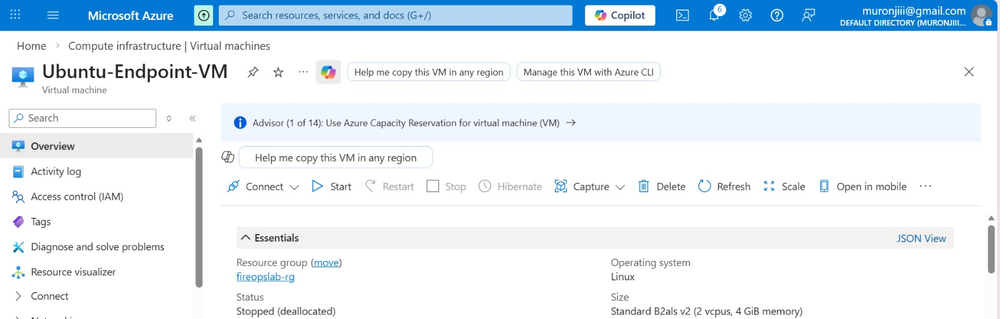 Microsoft Azure
Search resources, services, and docs (G+/)
Copilot
6
muronjiii@gmail.com
DEFAULT DIRECTORY (MURONJIII...
Home > Compute infrastructure | Virtual machines
Ubuntu-Endpoint-VM
...
Help me copy this VM in any region
Manage this VM with Azure CLI
Virtual machine
Search
Advisor (1 of 14): Use Azure Capacity Reservation for virtual machine (VM) →
Overview
Activity log
Access control (IAM)
Tags
Diagnose and solve problems
Resource visualizer
Connect
Help me copy this VM in any region
Connect
Start
Restart
Stop
Hibernate
Capture
Delete
Refresh
Scale
Open in mobile
...
Essentials
JSON View
Resource group (move)
fireopslab-rg
Status
Stopped (deallocated)
Operating system
Linux
Size
Standard B2als v2 (2 vcpus, 4 GiB memory)